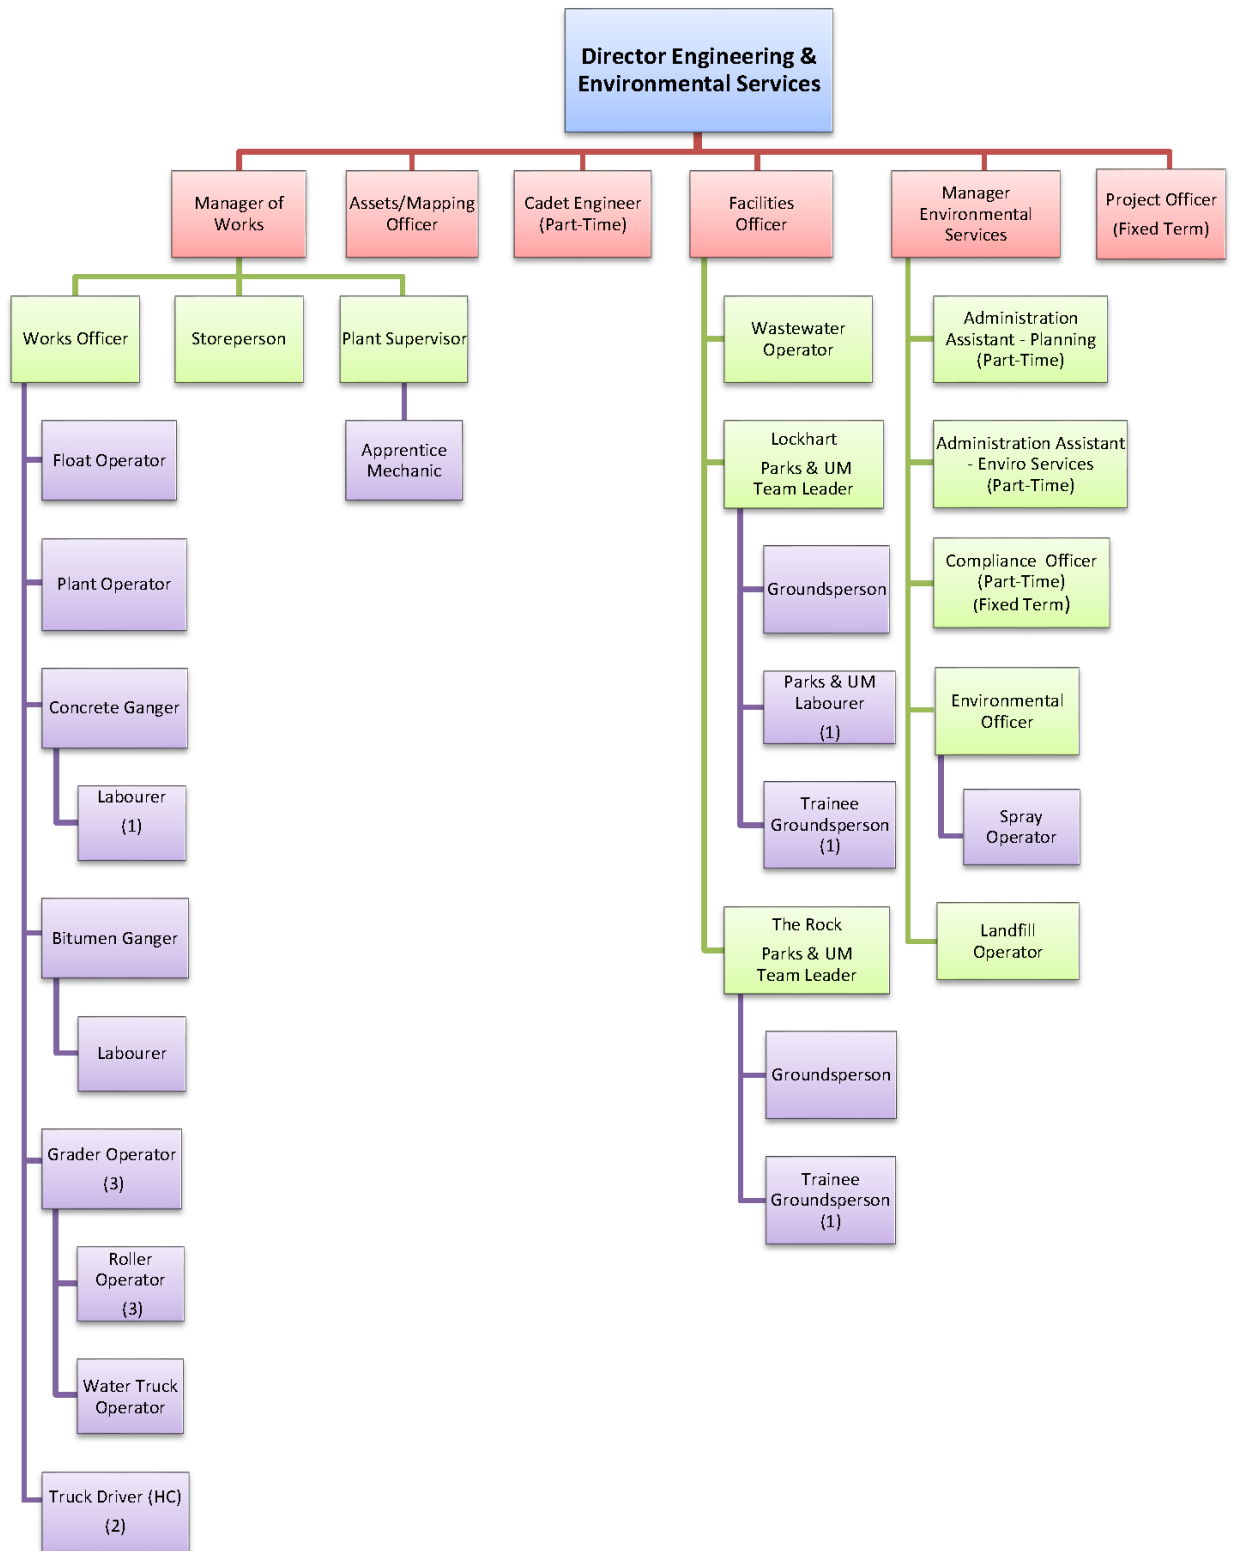 Director Engineering &
Environmental Services
Manager of
Works
Assets/Mapping
Officer
Cadet Engineer
(Part-Time)
Facilities
Officer
Manager
Environmental
Services
Project Officer
(Fixed Term)
Works Officer
Storeperson
Plant Supervisor
Float Operator
Plant Operator
Concrete Ganger
Labourer
(1)
Bitumen Ganger
Labourer
Grader Operator
(3)
Roller
Operator
(3)
Water Truck
Operator
Truck Driver (HC)
(2)
Apprentice
Mechanic
Wastewater
Operator
Lockhart
Parks & UM
Team Leader
Groundsperson
Parks & UM
Labourer
(1)
Trainee
Groundsperson
(1)
The Rock
Parks & UM
Team Leader
Groundsperson
Trainee
Groundsperson
(1)
Administration
Assistant - Planning
(Part-Time)
Administration Assistant
- Enviro Services
(Part-Time)
Compliance Officer
(Part-Time)
(Fixed Term)
Environmental
Officer
Spray
Operator
Landfill
Operator